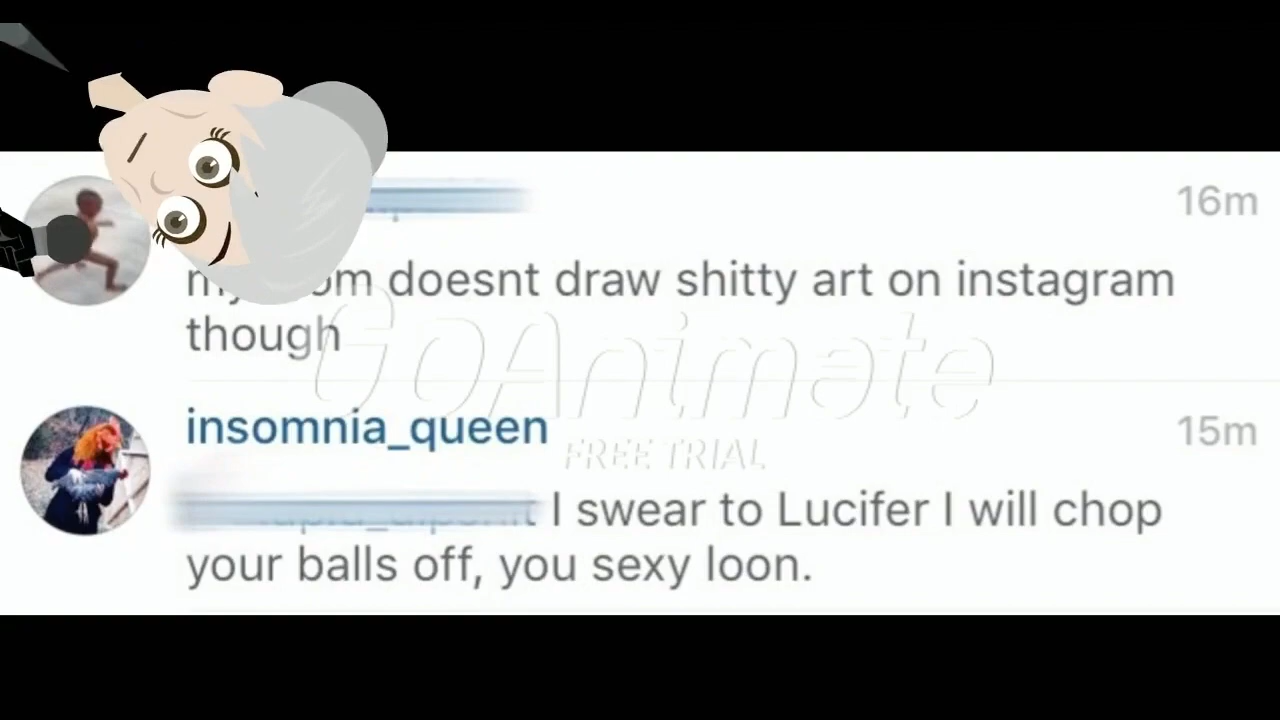 16m
doesnt draw shitty art on instagram
though
GoAnimate
FREE TRIAL
insomnia_queen
15m
I swear to Lucifer I will chop
your balls off, you sexy loon.